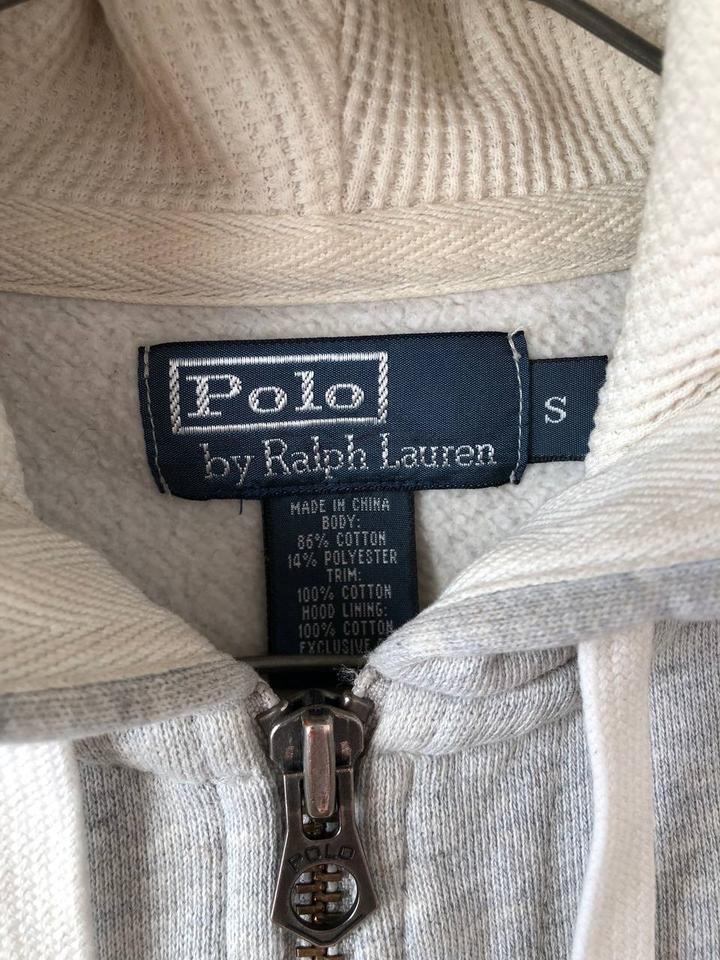 Polo
by Ralph Lauren
S
MADE IN CHINA
BODY:
86% COTTON
14% POLYESTER
TRIM:
100% COTTON
HOOD LINING:
100% COTTON
EXCLUSIVE
POLO